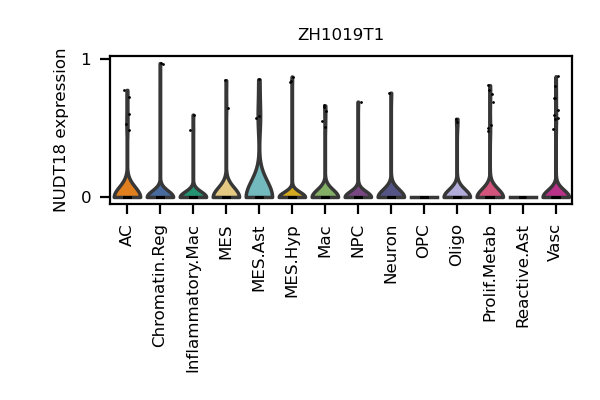 ZH1019T1
NUDT18 expression
1
0
AC
Chromatin.Reg
Inflammatory.Mac
MES
MES.Ast
MES.Hyp
Mac
NPC
Neuron
OPC
Oligo
Prolif.Metab
Reactive.Ast
Vasc